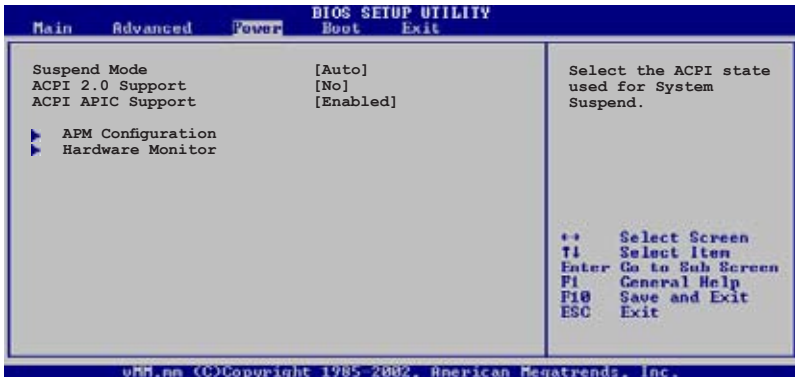 BIOS SETUP UTILITY
Main Advanced Power Boot Exit
Suspend Mode [Auto]
ACPI 2.0 Support [No]
ACPI APIC Support [Enabled]
APM Configuration
Hardware Monitor
Select the ACPI state
used for System
Suspend.
←→ Select Screen
↑↓ Select Item
Enter Go to Sub Screen
F1 General Help
F10 Save and Exit
ESC Exit
vMM.nn (C)Copyright 1985-2002, American Megatrends, Inc.